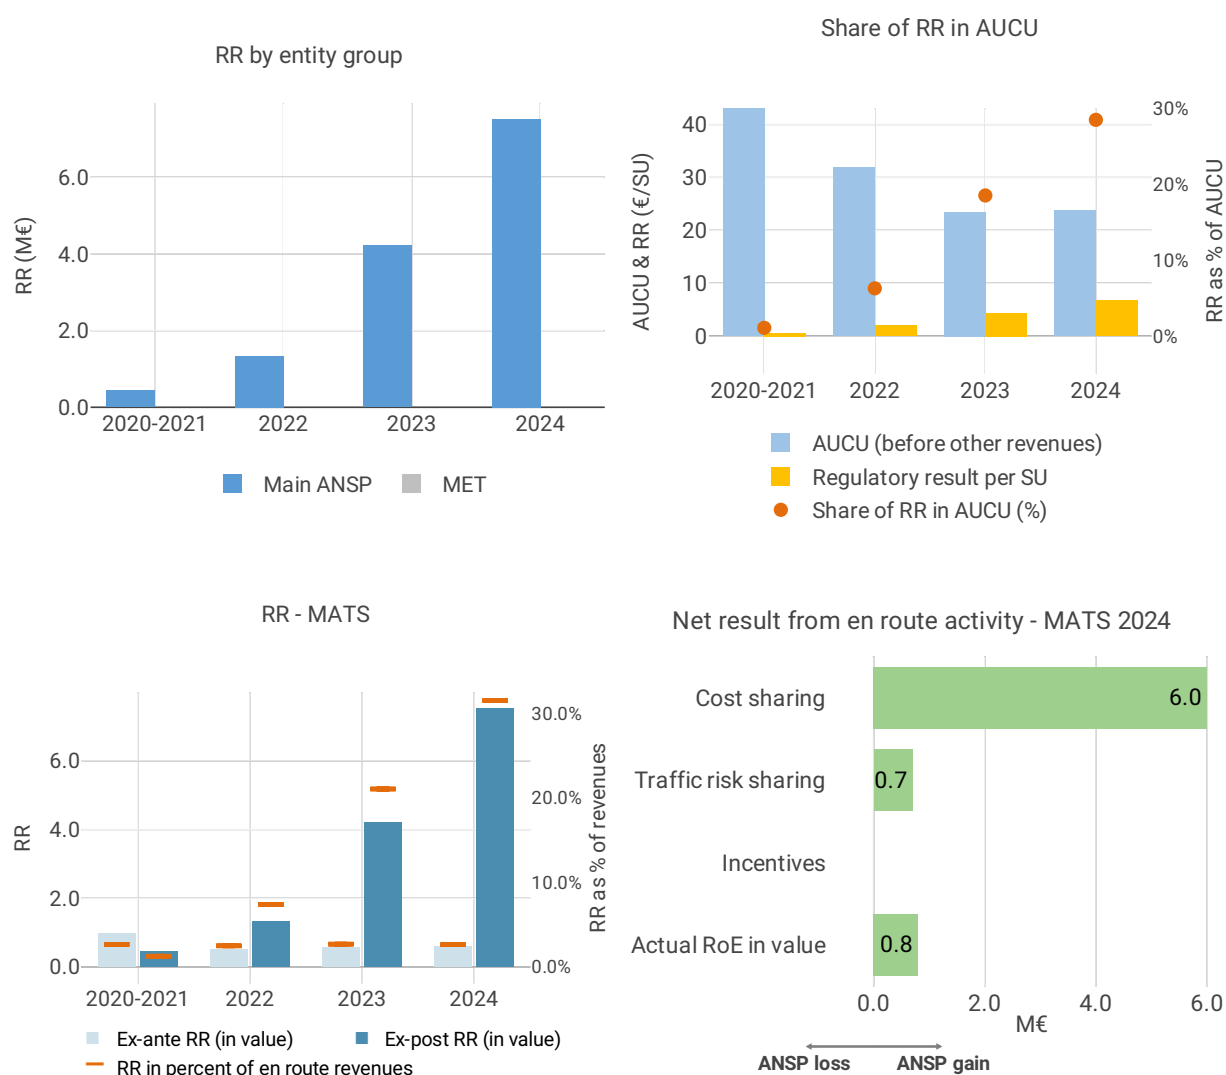 RR by entity group
RR (M€)
6.0
4.0
2.0
0.0
2020-2021 2022 2023 2024
Main ANSP MET
Share of RR in AUCU
AUCU & RR (€/SU)
40
30
20
10
0
30%
20%
10%
0%
RR as % of AUCU
2020-2021 2022 2023 2024
AUCU (before other revenues)
Regulatory result per SU
Share of RR in AUCU (%)
RR - MATS
RR
6.0
4.0
2.0
0.0
30.0%
20.0%
10.0%
0.0%
RR as % of revenues
2020-2021 2022 2023 2024
Ex-ante RR (in value) Ex-post RR (in value)
RR in percent of en route revenues
Net result from en route activity - MATS 2024
Cost sharing 6.0
Traffic risk sharing 0.7
Incentives
Actual RoE in value 0.8
0.0 2.0 4.0 6.0
M€
ANSP loss ANSP gain